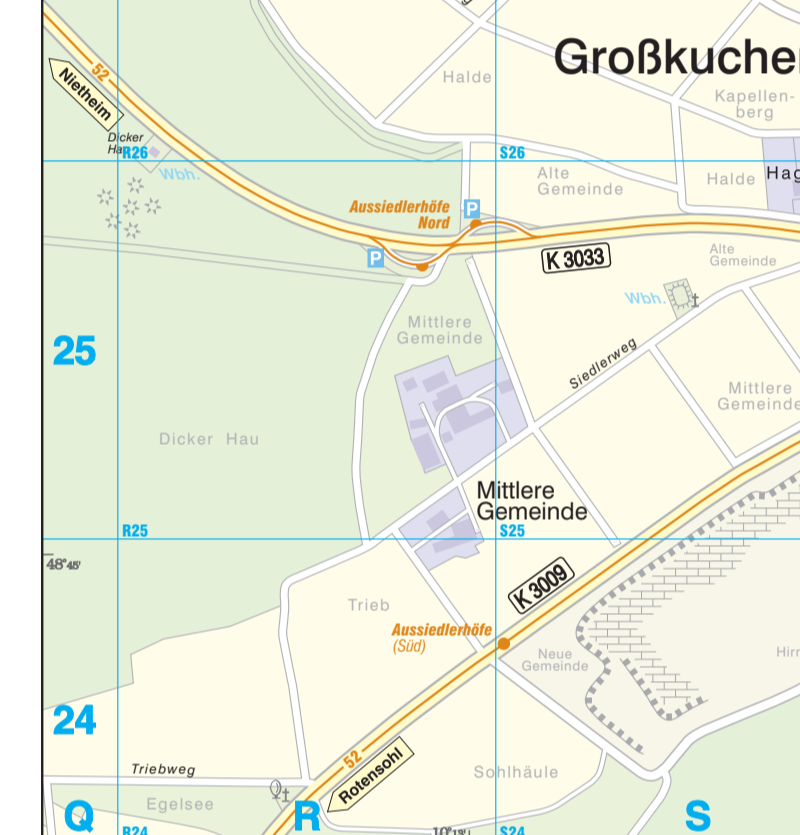 Großkuchen
52
Nietheim
Halde
Kapellen-
berg
Dicker
Hau
R26
S26
Wbh.
Alte
Gemeinde
Halde
Aussiedlerhöfe
Nord
P
P
K 3033
Alte
Gemeinde
Wbh.
Mittlere
Gemeinde
25
Siedlerweg
Mittlere
Gemeinde
Dicker Hau
Mittlere
Gemeinde
R25
S25
48°45'
K 3009
Trieb
Aussiedlerhöfe
(Süd)
Neue
Gemeinde
24
52
Rotensohl
Triebweg
Sohlhäule
Egelsee
Q
R
S
R24
S24